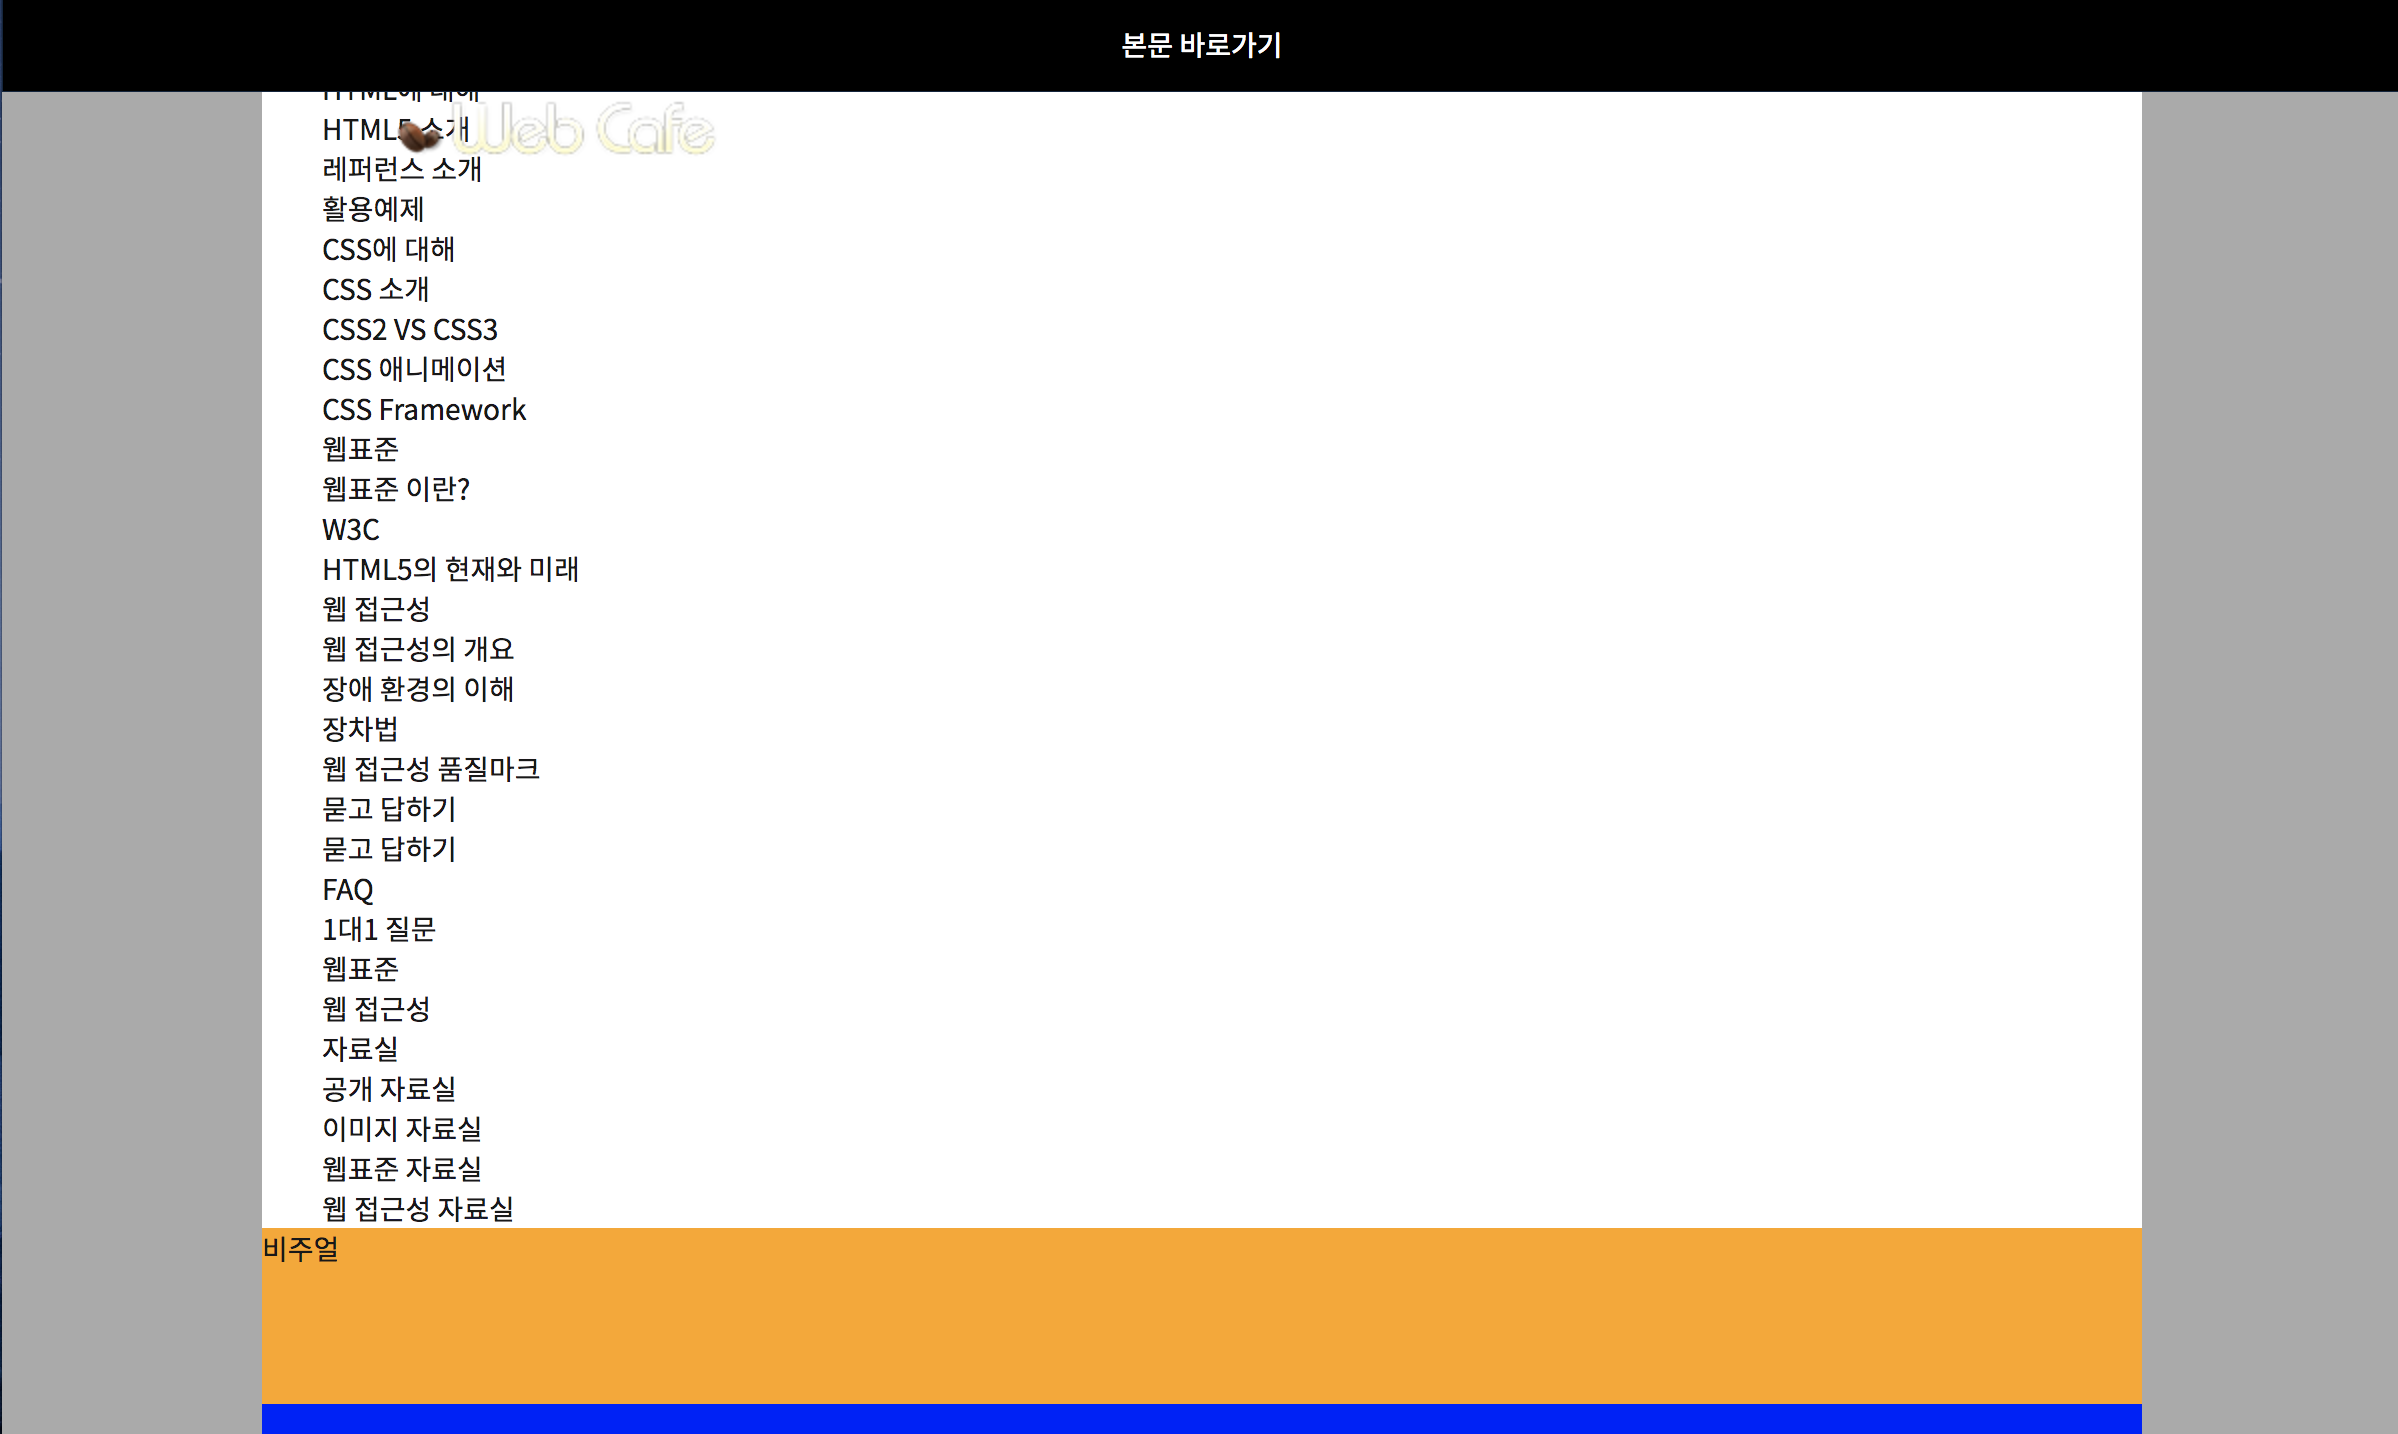 본문 바로가기
HTML에 대해
HTML5 소개
Web Cafe
레퍼런스 소개
활용예제
CSS에 대해
CSS 소개
CSS2 VS CSS3
CSS 애니메이션
CSS Framework
웹표준
웹표준 이란?
W3C
HTML5의 현재와 미래
웹 접근성
웹 접근성의 개요
장애 환경의 이해
장차법
웹 접근성 품질마크
묻고 답하기
묻고 답하기
FAQ
1대1 질문
웹표준
웹 접근성
자료실
공개 자료실
이미지 자료실
웹표준 자료실
웹 접근성 자료실
비주얼